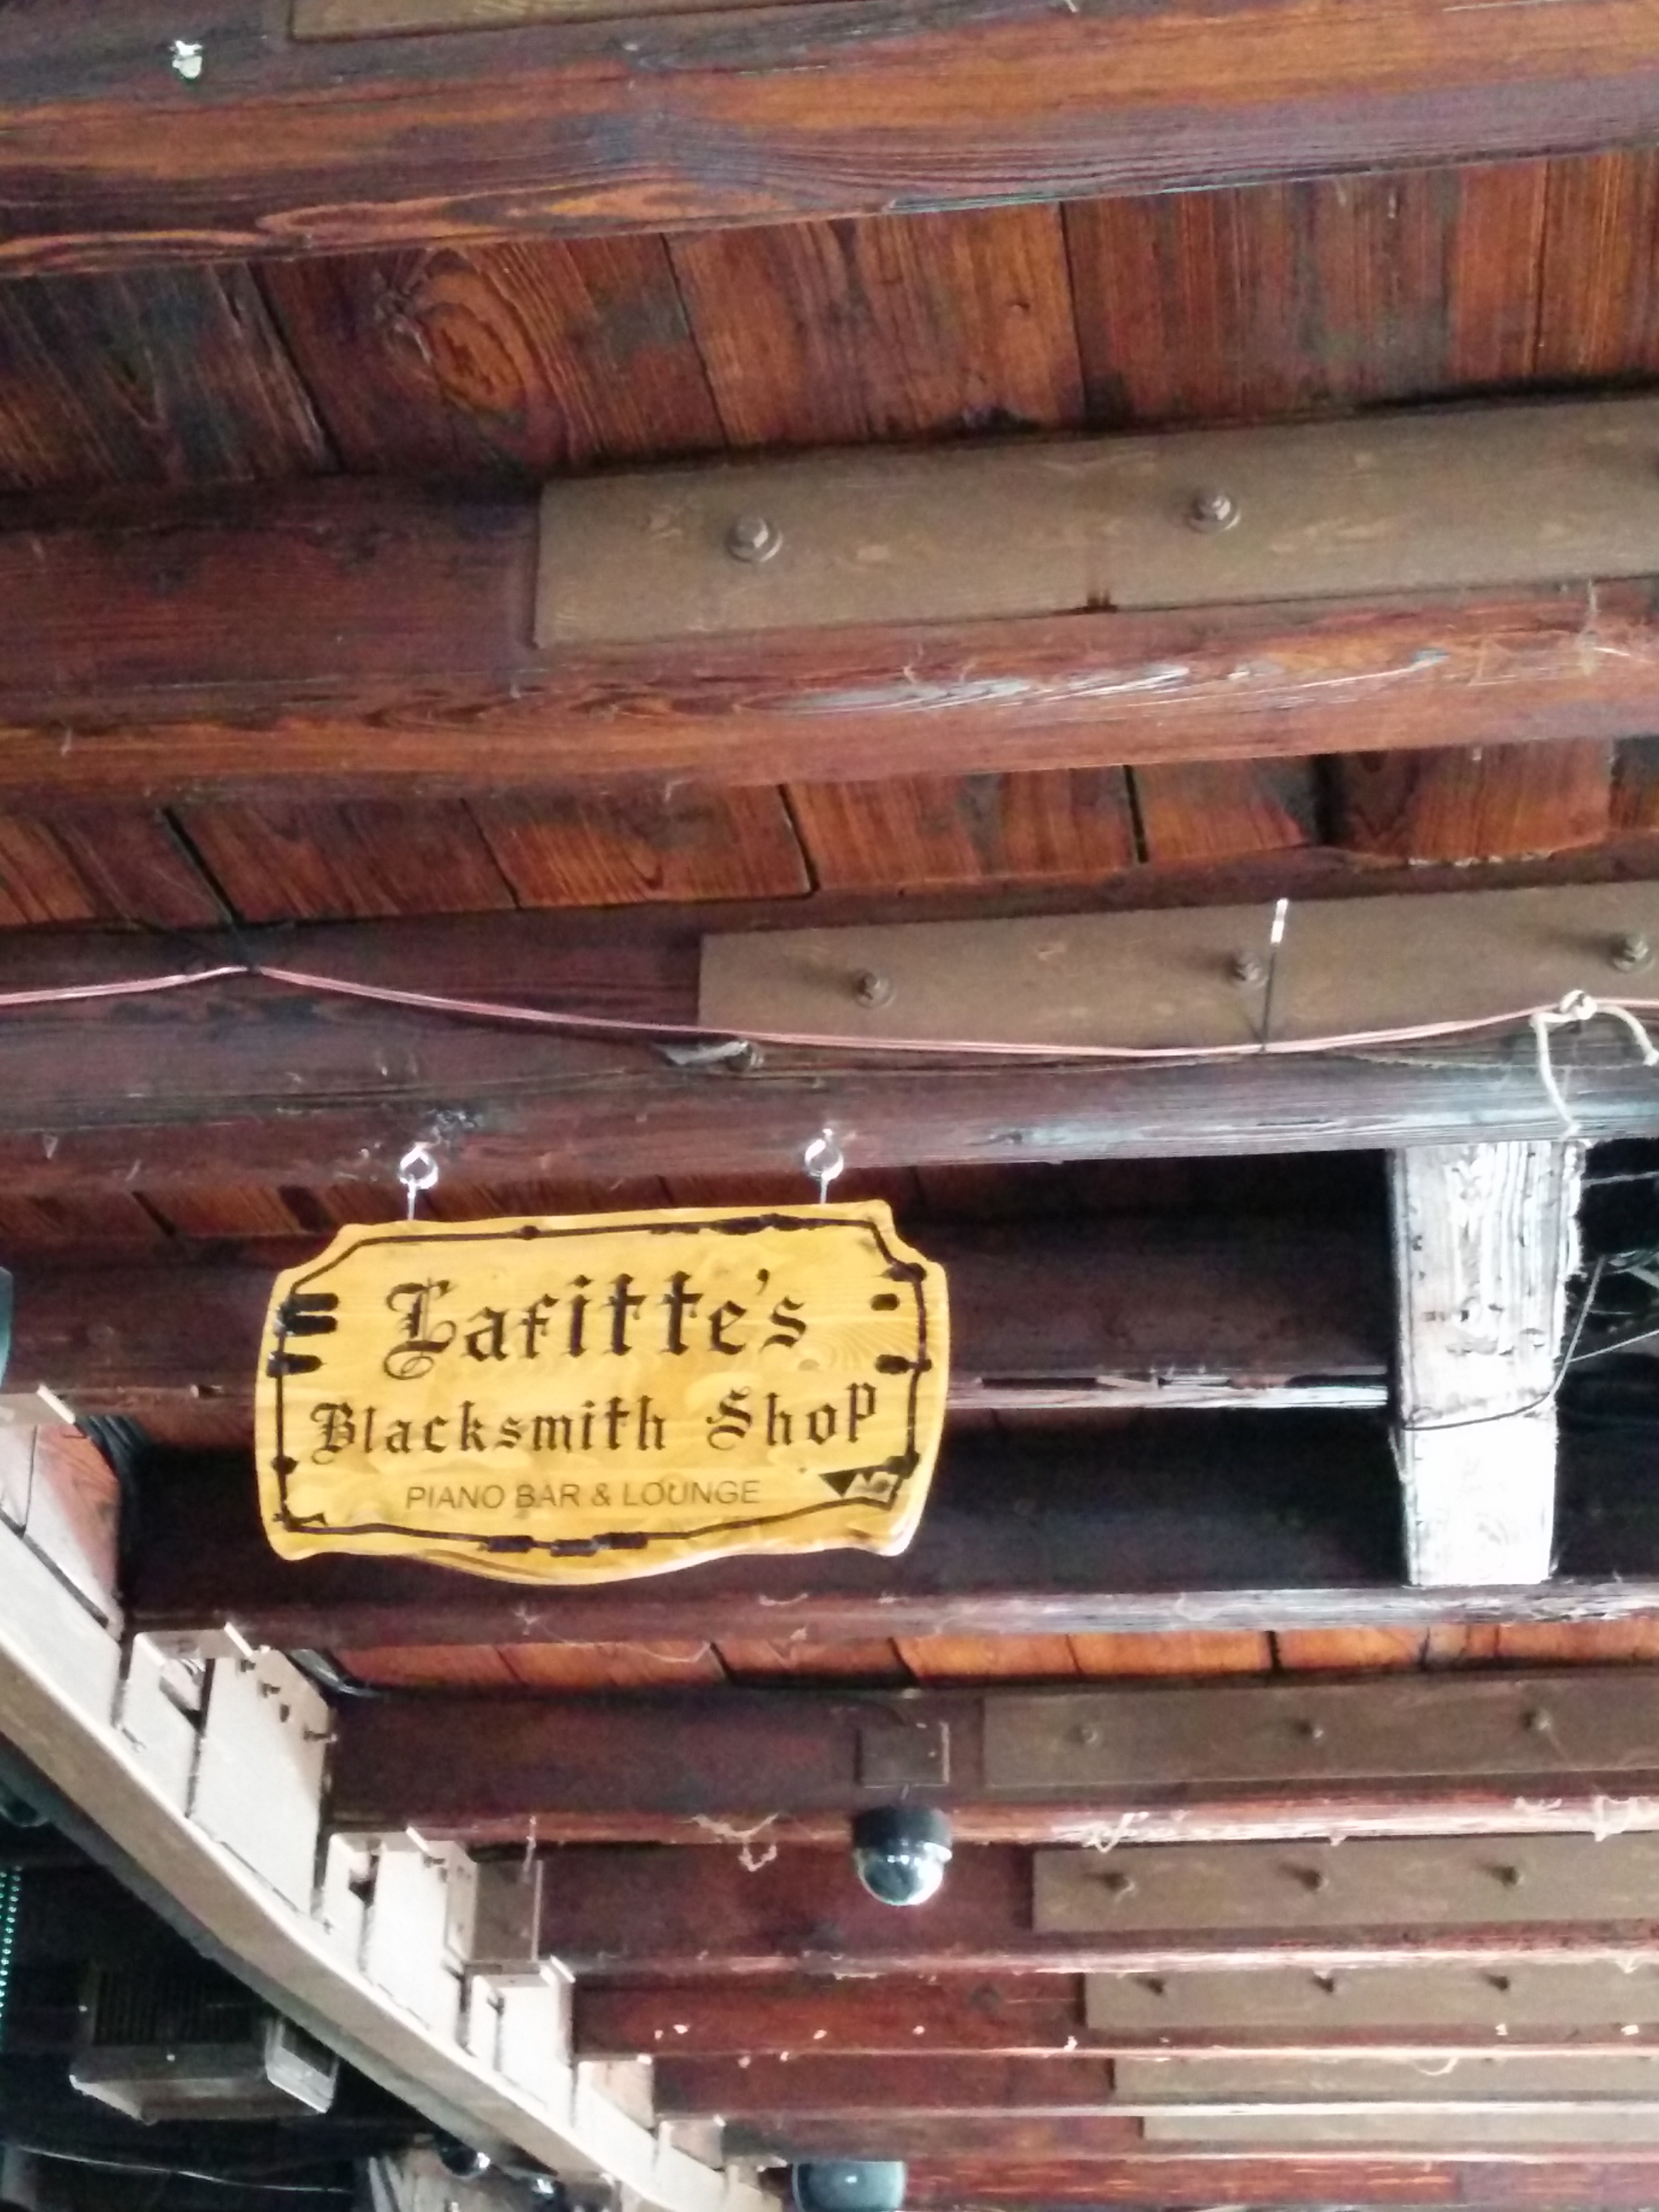 Lafitte's
Blacksmith Shop
PIANO BAR & LOUNGE